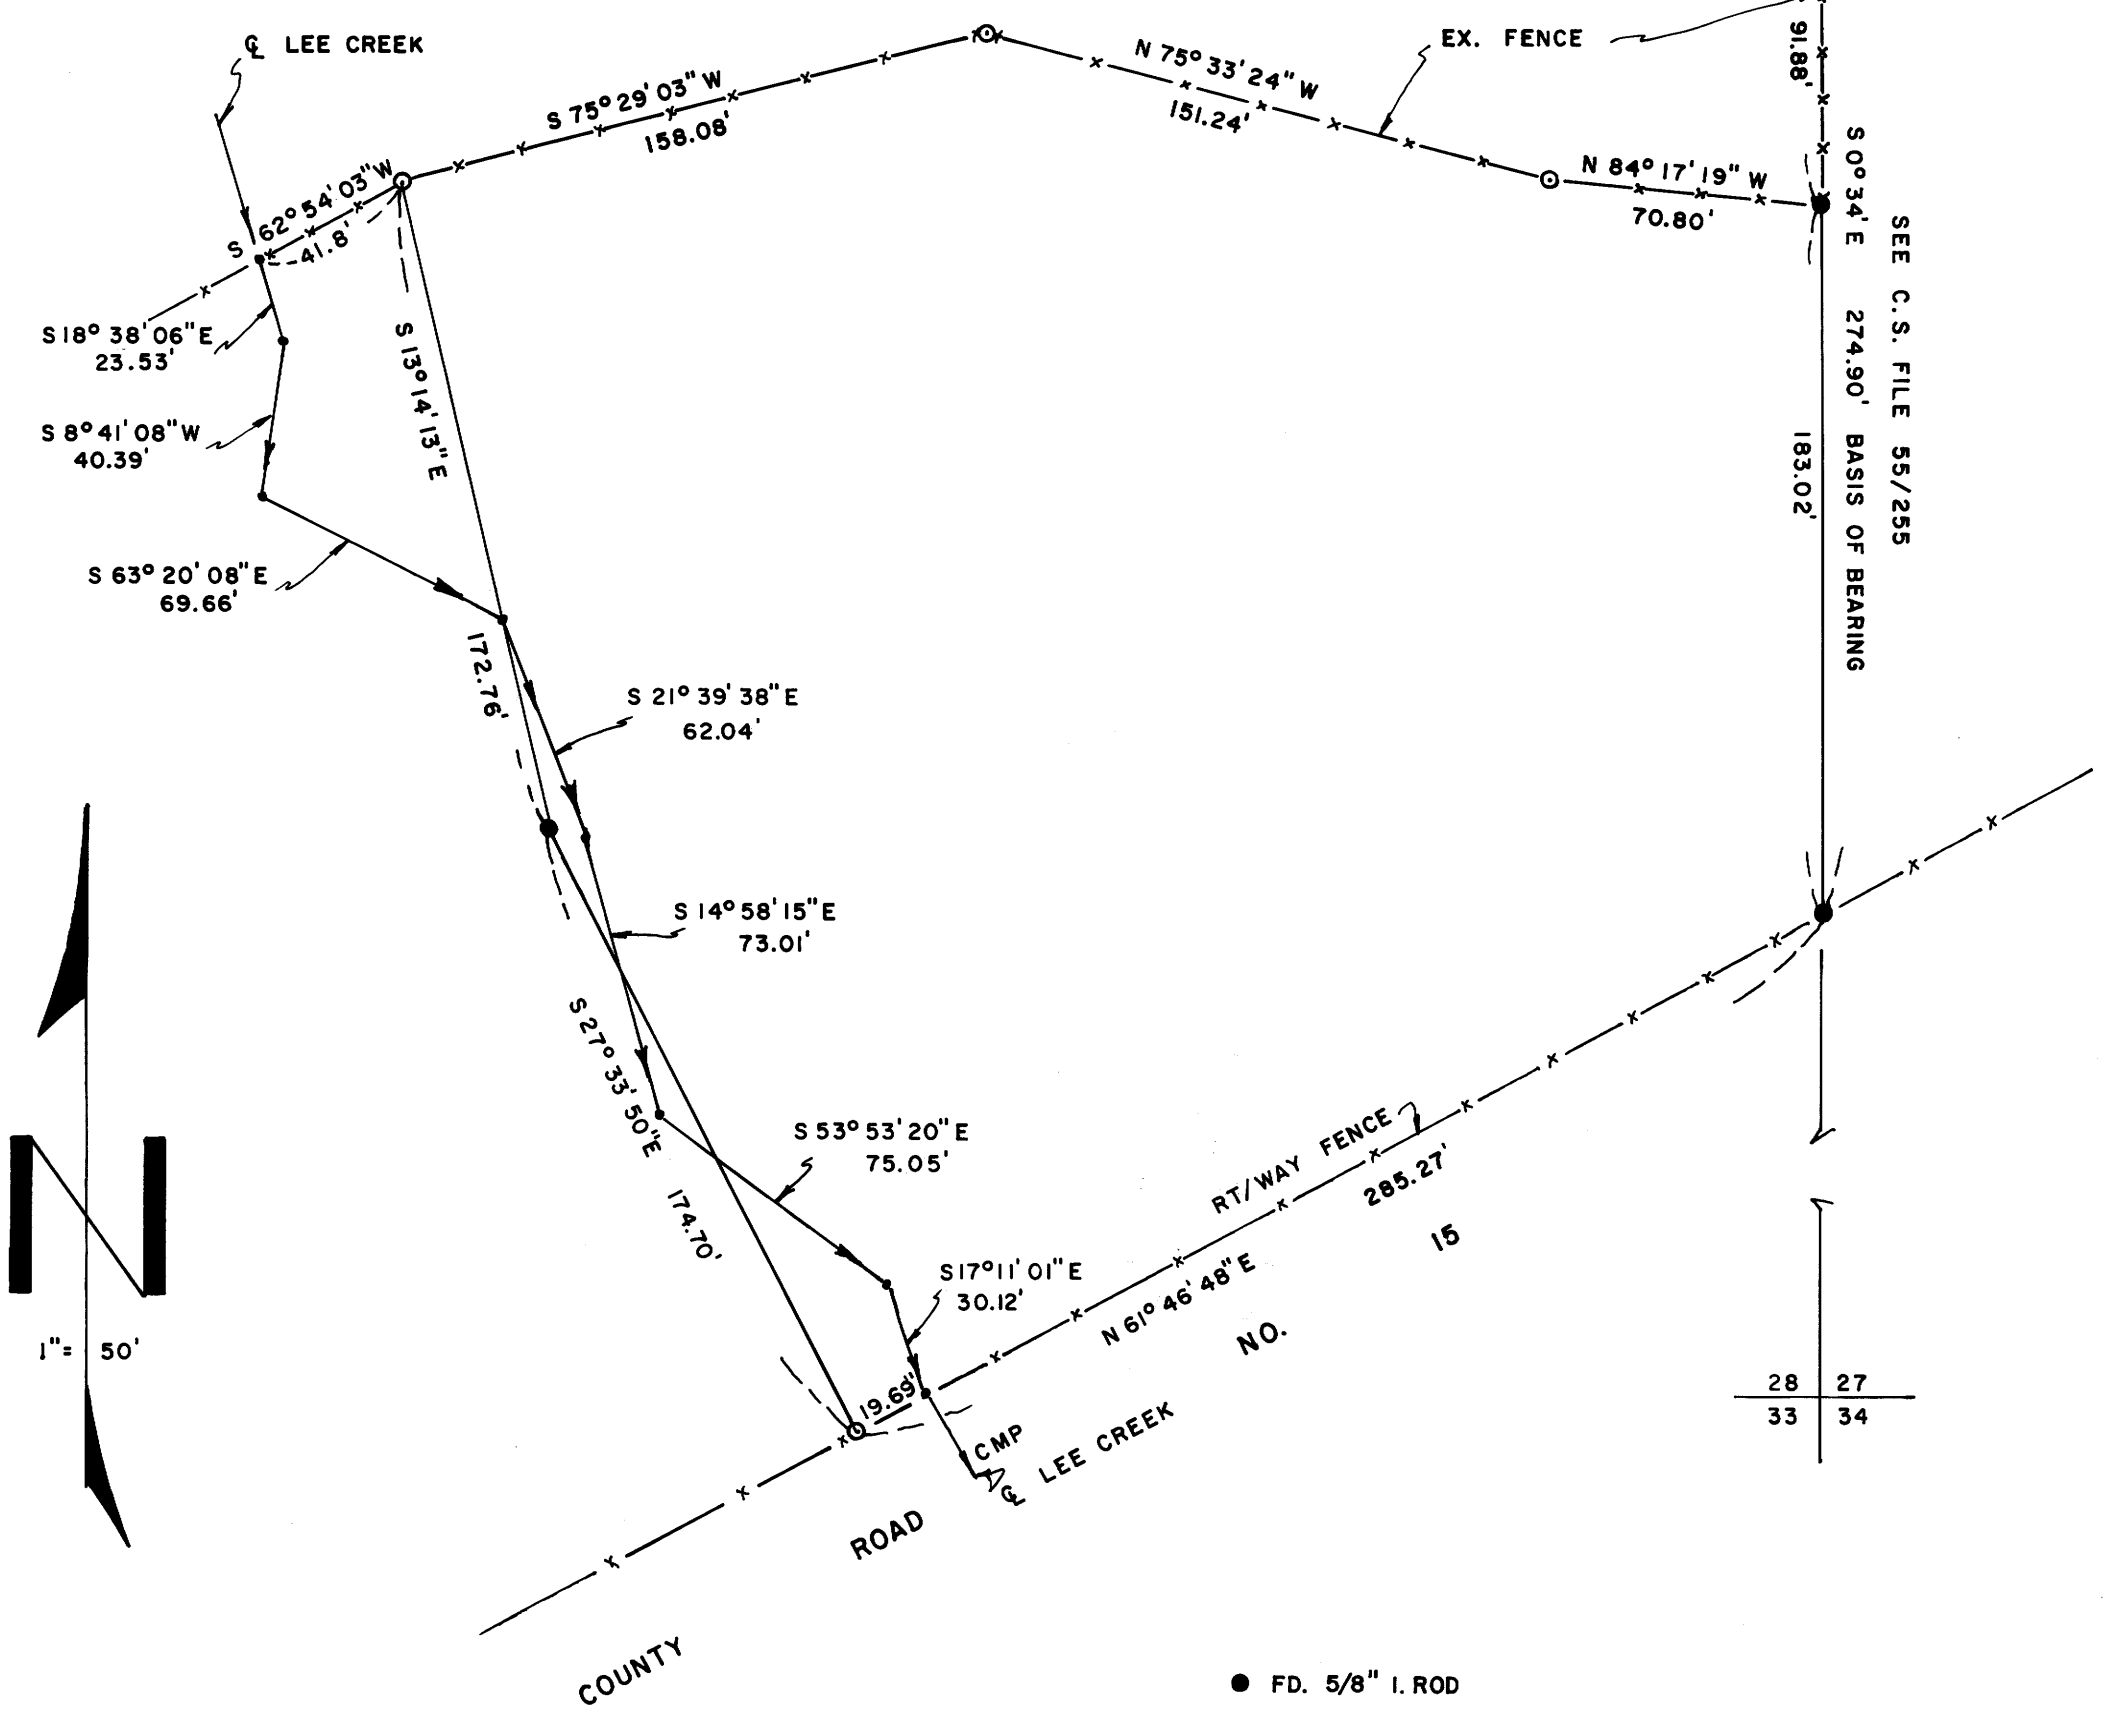 ℄ LEE CREEK
S 75° 29' 03" W
158.08'
N 75° 33' 24" W
151.24'
EX. FENCE
91.88'
S 62° 54' 03" W
41.8'
N 84° 17' 19" W
70.80'
S 0° 34' E 274.90' BASIS OF BEARING
SEE C.S. FILE 55/255
183.02'
S 18° 38' 06" E
23.53'
S 8° 41' 08" W
40.39'
S 13° 14' 13" E
172.76'
S 63° 20' 08" E
69.66'
S 21° 39' 38" E
62.04'
S 14° 58' 15" E
73.01'
S 27° 33' 50" E
174.70'
S 53° 53' 20" E
75.05'
S 17° 11' 01" E
30.12'
RT/WAY FENCE
285.27'
N 61° 46' 48" E
19.69'
CMP
℄ LEE CREEK
COUNTY ROAD NO. 15
N
1" = 50'
28 27
33 34
FD. 5/8" I. ROD